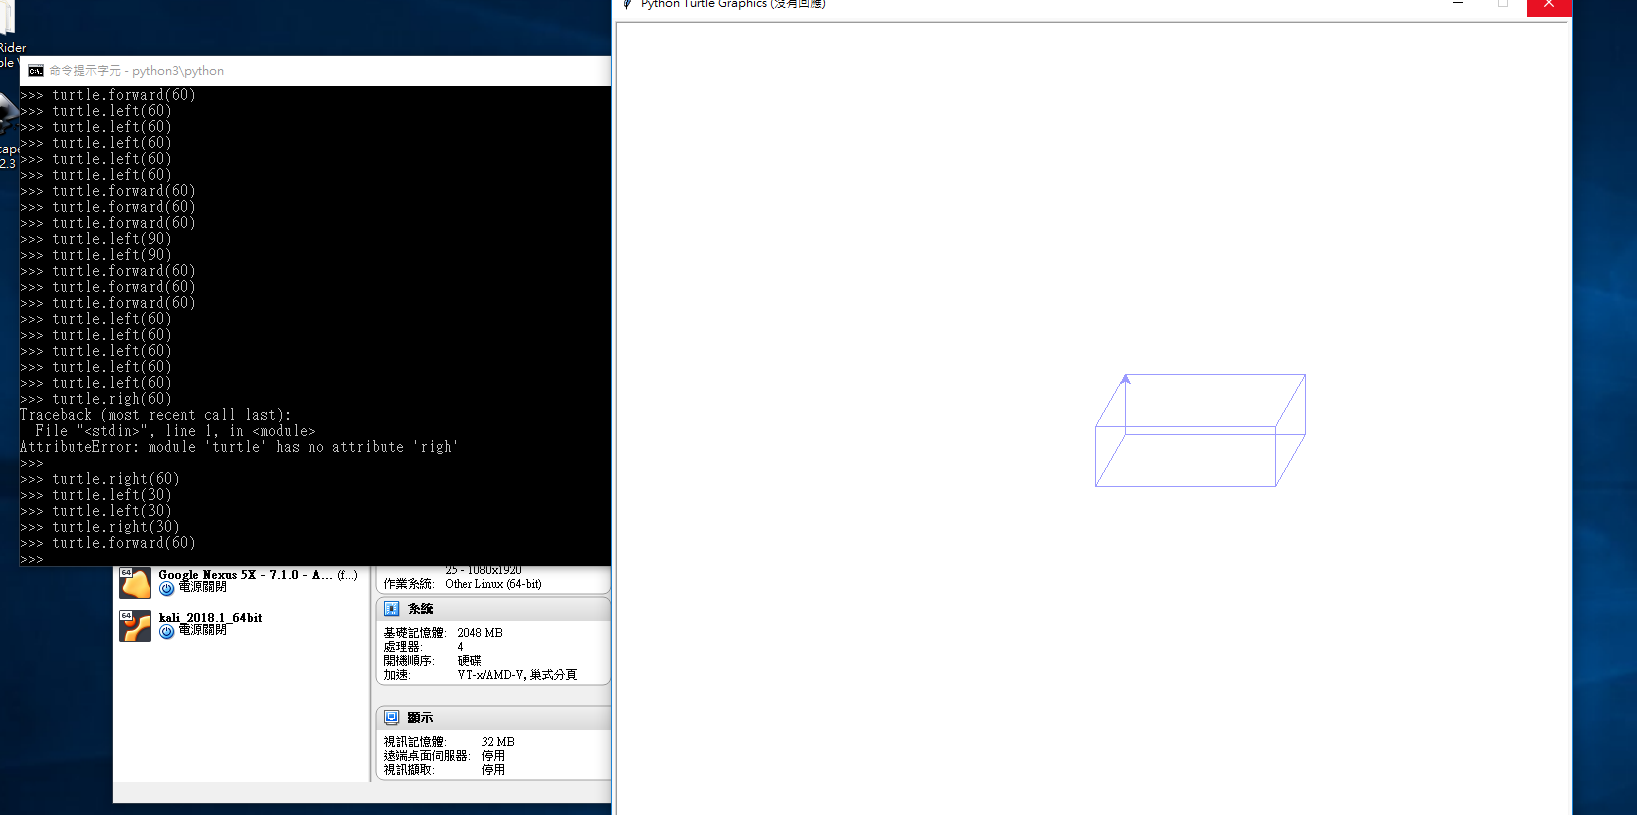 Python Turtle Graphics (沒有回應)
Rider
ble V
命令提示字元 - python3\python
>>> turtle.forward(60)
>>> turtle.left(60)
>>> turtle.left(60)
>>> turtle.left(60)
>>> turtle.left(60)
>>> turtle.left(60)
>>> turtle.forward(60)
>>> turtle.forward(60)
>>> turtle.forward(60)
>>> turtle.left(90)
>>> turtle.left(90)
>>> turtle.forward(60)
>>> turtle.forward(60)
>>> turtle.forward(60)
>>> turtle.left(60)
>>> turtle.left(60)
>>> turtle.left(60)
>>> turtle.left(60)
>>> turtle.left(60)
>>> turtle.righ(60)
Traceback (most recent call last):
File "<stdin>", line 1, in <module>
AttributeError: module 'turtle' has no attribute 'righ'
>>>
>>> turtle.right(60)
>>> turtle.left(30)
>>> turtle.left(30)
>>> turtle.right(30)
>>> turtle.forward(60)
>>>
cape
2.3
64
Google Nexus 5X - 7.1.0 - A... (f...)
電源關閉
64
kali_2018.1_64bit
電源關閉
25 - 1080x1920
作業系統: Other Linux (64-bit)
系統
基礎記憶體: 2048 MB
處理器: 4
開機順序: 硬碟
加速: VT-x/AMD-V, 巢式分頁
顯示
視訊記憶體: 32 MB
遠端桌面伺服器: 停用
視訊擷取: 停用